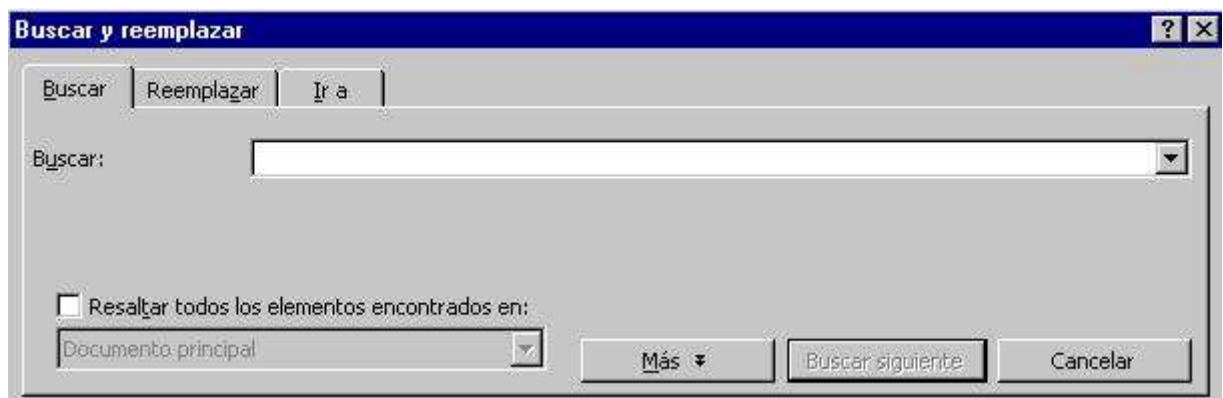 Buscar y reemplazar
Buscar Reemplazar Ir a
Buscar:
Resaltar todos los elementos encontrados en:
Documento principal
Más Buscar siguiente Cancelar